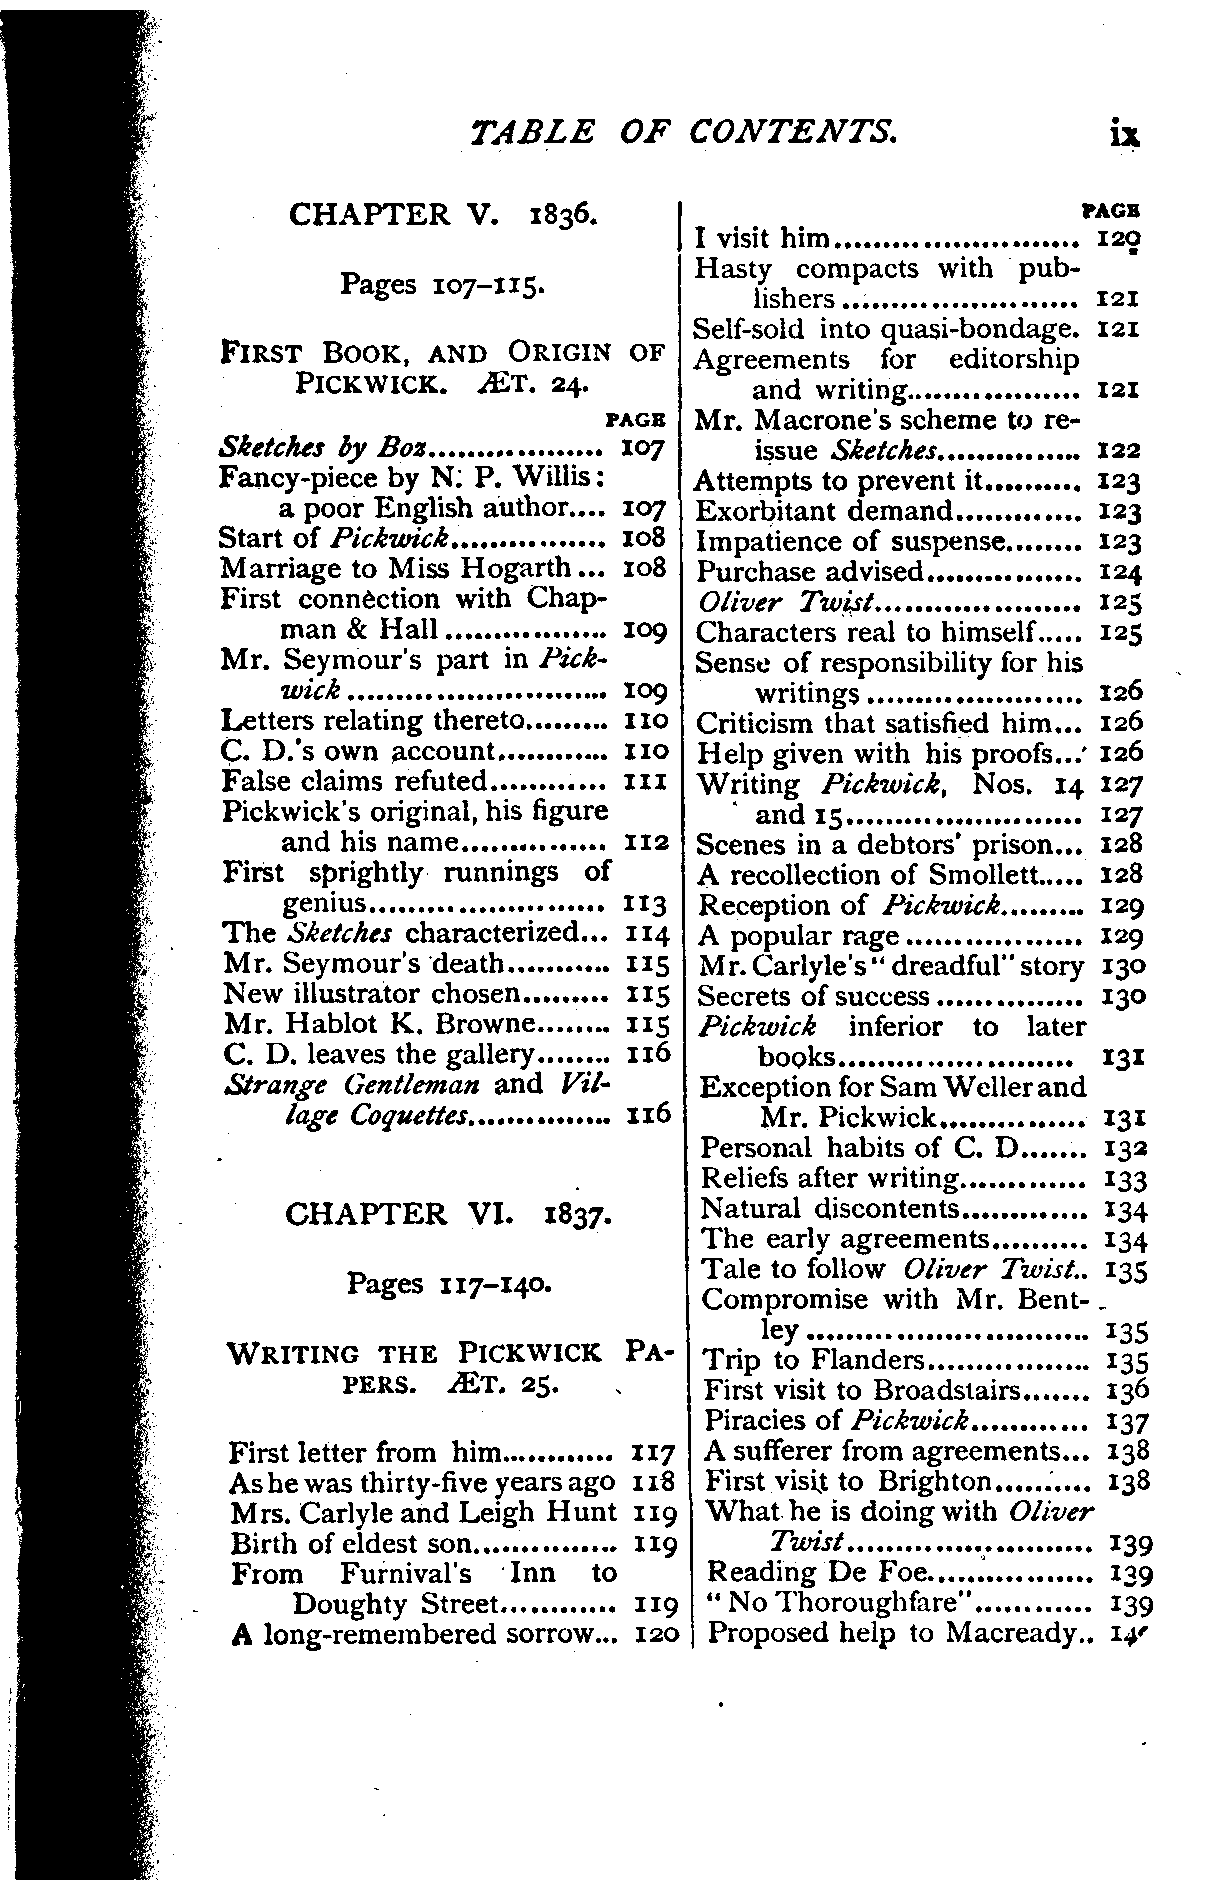 TABLE OF CONTENTS. ix
CHAPTER V. 1836.
Pages 107–115.
FIRST BOOK, AND ORIGIN OF
PICKWICK. ÆT. 24.
PAGE
Sketches by Boz.................. 107
Fancy-piece by N. P. Willis:
a poor English author.... 107
Start of Pickwick................ 108
Marriage to Miss Hogarth... 108
First connection with Chap-
man & Hall ................. 109
Mr. Seymour's part in Pick-
wick ........................... 109
Letters relating thereto......... 110
C. D.'s own account............ 110
False claims refuted............ 111
Pickwick's original, his figure
and his name............... 112
First sprightly runnings of
genius........................ 113
The Sketches characterized... 114
Mr. Seymour's death........... 115
New illustrator chosen......... 115
Mr. Hablot K. Browne........ 115
C. D. leaves the gallery........ 116
Strange Gentleman and Vil-
lage Coquettes............... 116
CHAPTER VI. 1837.
Pages 117–140.
WRITING THE PICKWICK PA-
PERS. ÆT. 25.
First letter from him............ 117
As he was thirty-five years ago 118
Mrs. Carlyle and Leigh Hunt 119
Birth of eldest son............... 119
From Furnival's Inn to
Doughty Street............ 119
A long-remembered sorrow... 120
PAGE
I visit him......................... 120
Hasty compacts with pub-
lishers ........................ 121
Self-sold into quasi-bondage. 121
Agreements for editorship
and writing.................. 121
Mr. Macrone's scheme to re-
issue Sketches............... 122
Attempts to prevent it.......... 123
Exorbitant demand............. 123
Impatience of suspense........ 123
Purchase advised................ 124
Oliver Twist..................... 125
Characters real to himself..... 125
Sense of responsibility for his
writings ...................... 126
Criticism that satisfied him... 126
Help given with his proofs... 126
Writing Pickwick, Nos. 14 127
and 15........................ 127
Scenes in a debtors' prison... 128
A recollection of Smollett..... 128
Reception of Pickwick......... 129
A popular rage .................. 129
Mr. Carlyle's "dreadful" story 130
Secrets of success ............... 130
Pickwick inferior to later
books........................ 131
Exception for Sam Weller and
Mr. Pickwick............... 131
Personal habits of C. D....... 132
Reliefs after writing............. 133
Natural discontents............. 134
The early agreements.......... 134
Tale to follow Oliver Twist.. 135
Compromise with Mr. Bent-
ley ............................. 135
Trip to Flanders................. 135
First visit to Broadstairs....... 136
Piracies of Pickwick............ 137
A sufferer from agreements... 138
First visit to Brighton.......... 138
What he is doing with Oliver
Twist......................... 139
Reading De Foe................. 139
"No Thoroughfare"............ 139
Proposed help to Macready..